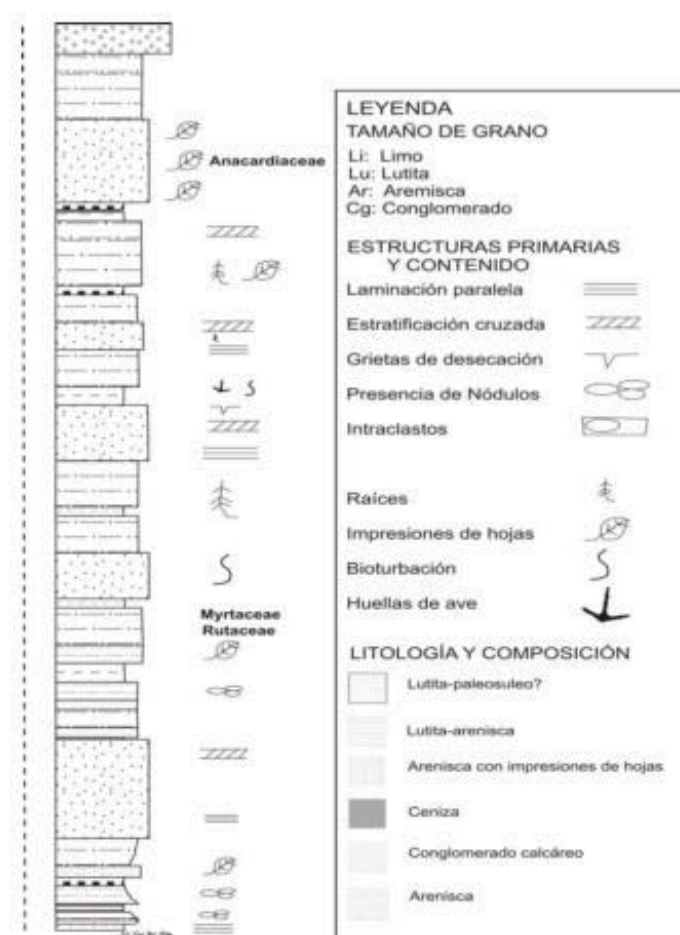 Anacardiaceae
Myrtaceae
Rutaceae
LEYENDA
TAMAÑO DE GRANO
Li: Limo
Lu: Lutita
Ar: Aremisca
Cg: Conglomerado
ESTRUCTURAS PRIMARIAS
Y CONTENIDO
Laminación paralela
Estratificación cruzada
Grietas de desecación
Presencia de Nódulos
Intraclastos
Raíces
Impresiones de hojas
Bioturbación
Huellas de ave
LITOLOGÍA Y COMPOSICIÓN
Lutita-paleosuleo?
Lutita-arenisca
Arenisca con impresiones de hojas
Ceniza
Conglomerado calcáreo
Arenisca